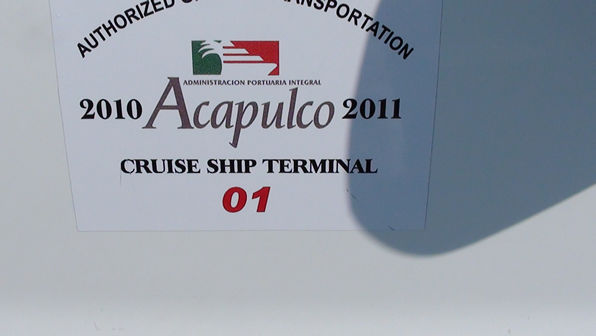 AUTHORIZED TRANSPORTATION
ADMINISTRACION PORTUARIA INTEGRAL
2010 Acapulco 2011
CRUISE SHIP TERMINAL
01